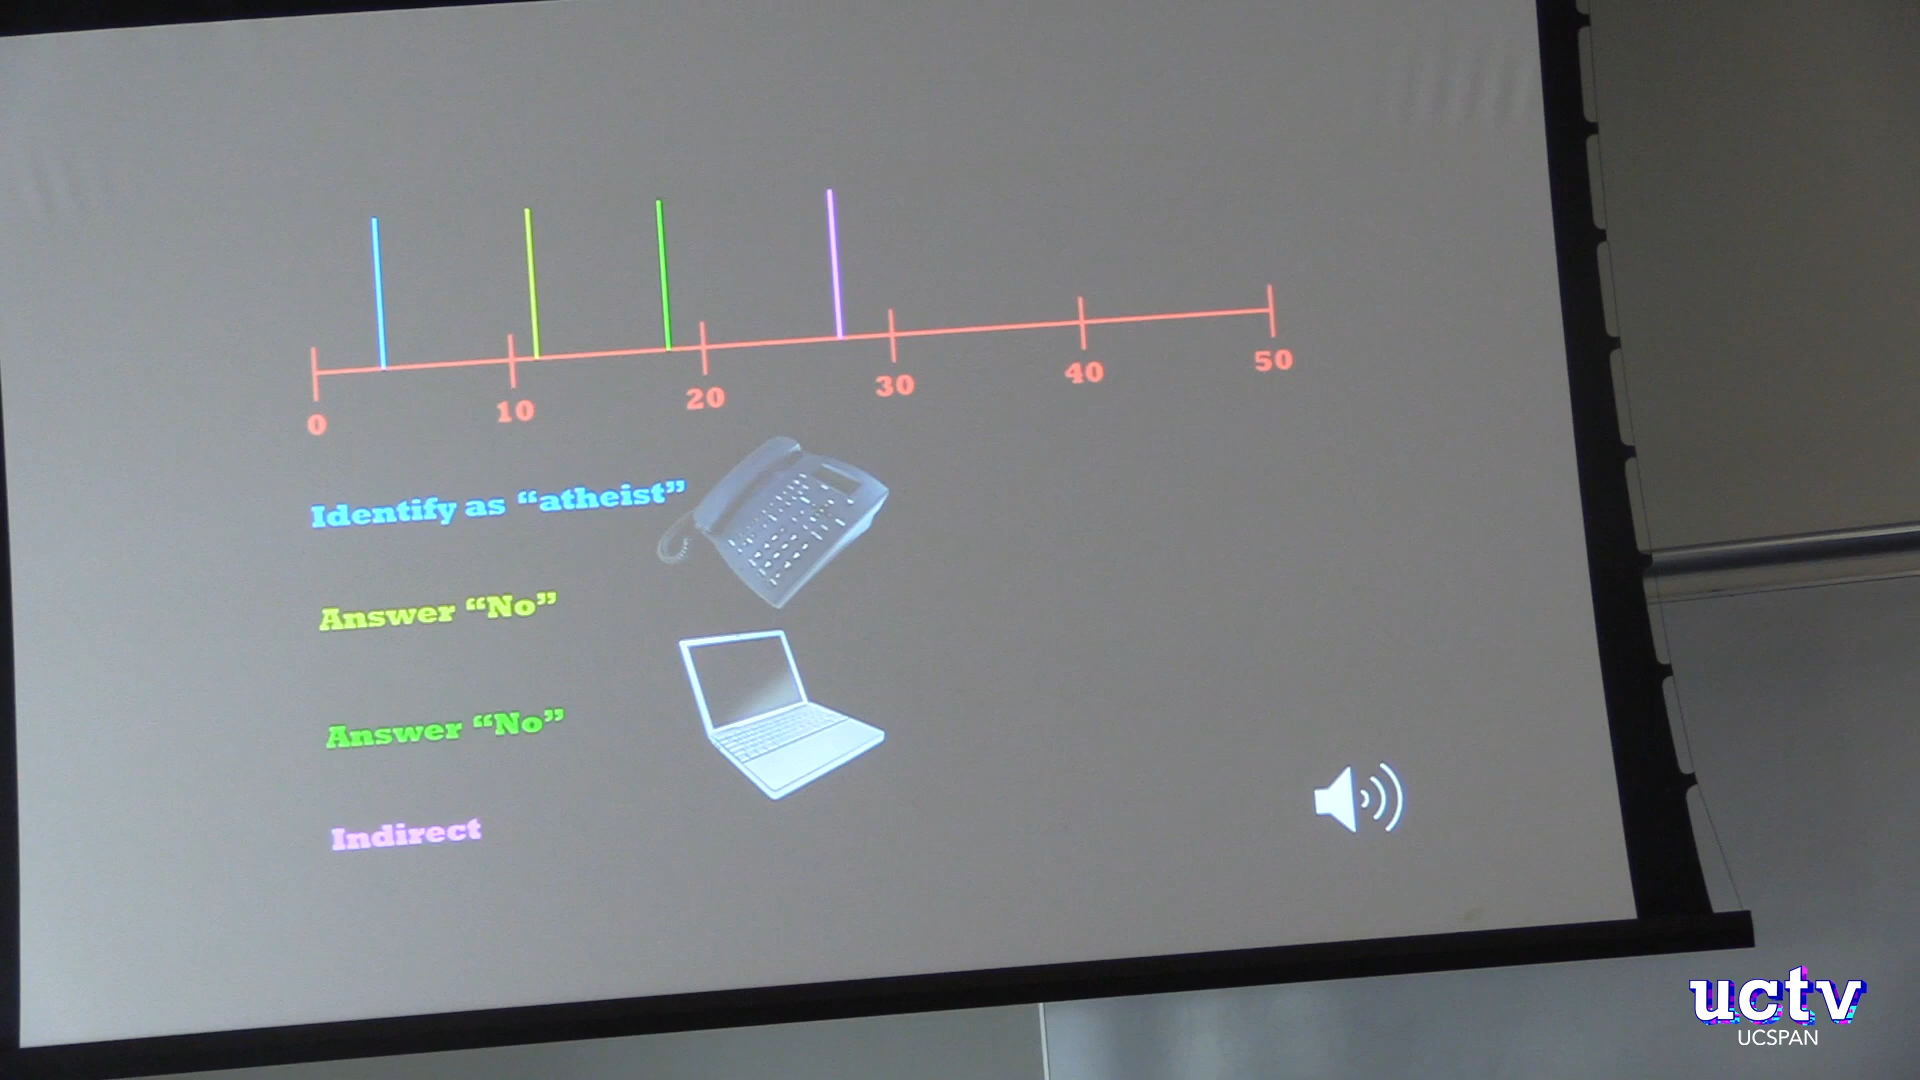 0 10 20 30 40 50
Identify as “atheist”
Answer “No”
Answer “No”
Indirect
uctv
UCSPAN